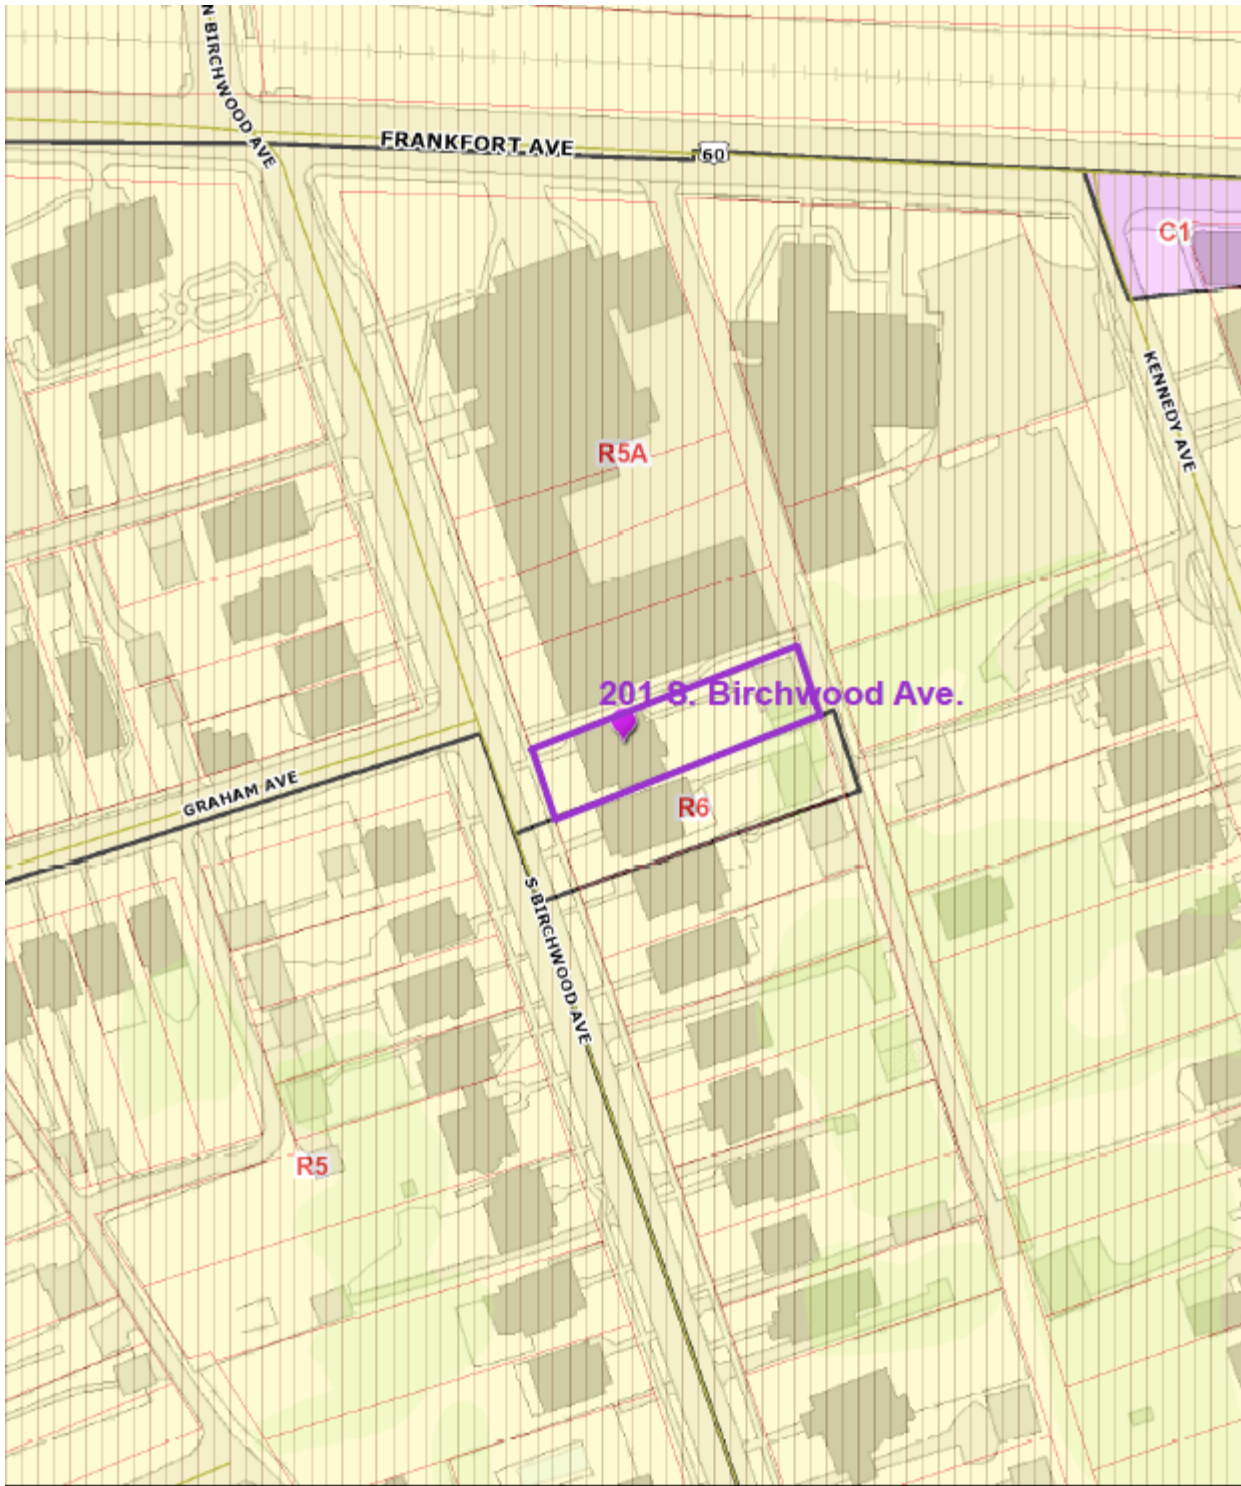 N BIRCHWOOD AVE
FRANKFORT AVE
60
C1
KENNEDY AVE
R5A
201 S. Birchwood Ave.
GRAHAM AVE
R6
S BIRCHWOOD AVE
R5